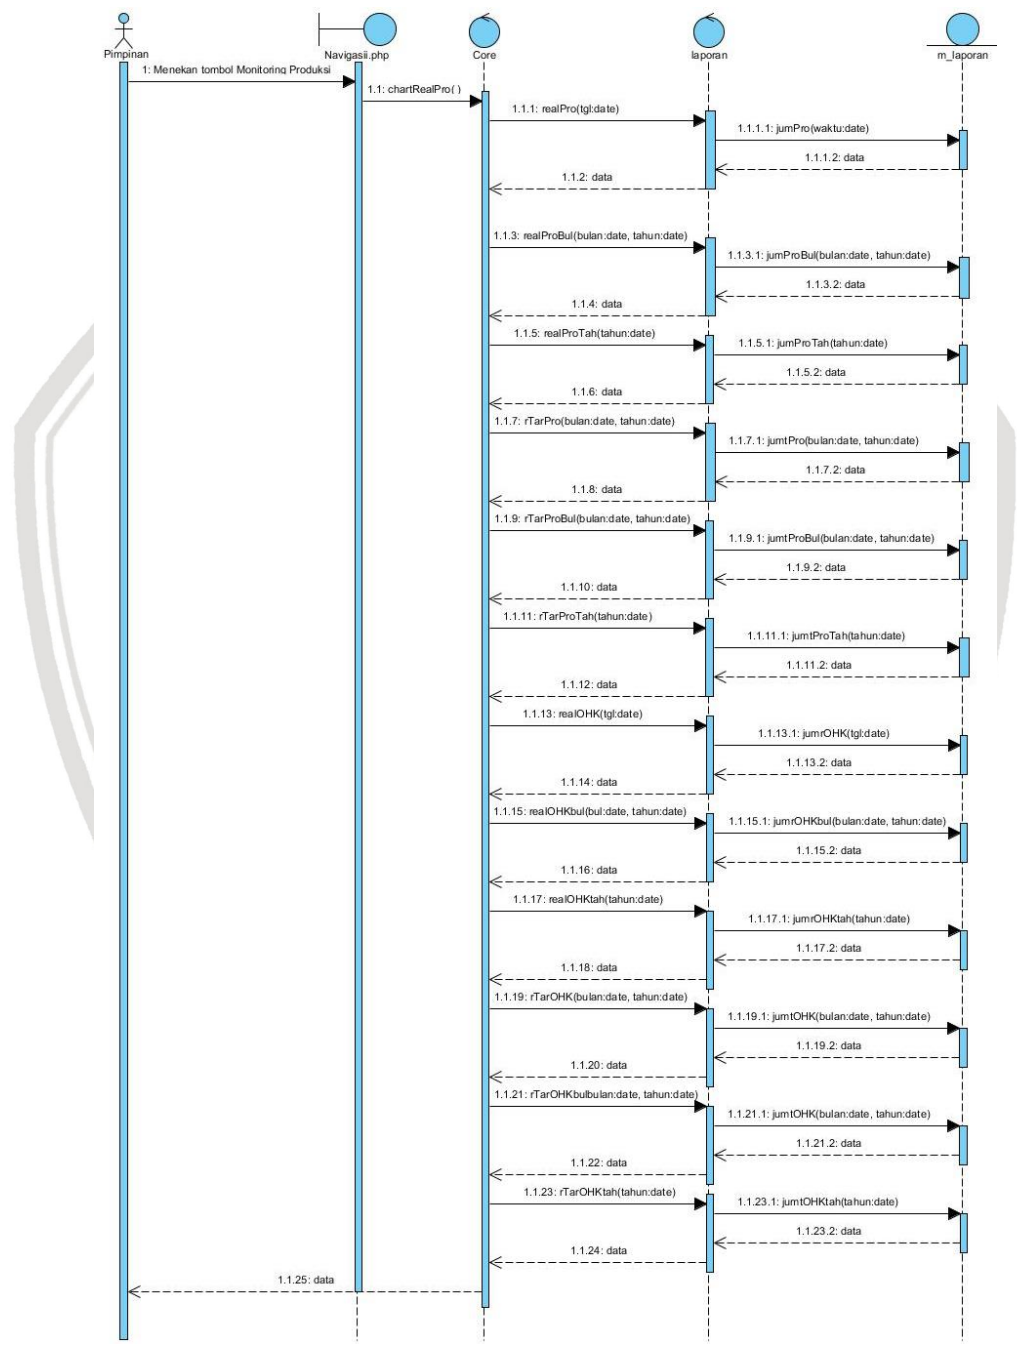 Pimpinan
Navigasii.php
Core
laporan
m_laporan
1: Menekan tombol Monitoring Produksi
1.1: chartRealPro( )
1.1.1: realPro(tgl:date)
1.1.1.1: jumPro(waktu:date)
1.1.1.2: data
1.1.2: data
1.1.3: realProBul(bulan:date, tahun:date)
1.1.3.1: jumProBul(bulan:date, tahun:date)
1.1.3.2: data
1.1.4: data
1.1.5: realProTah(tahun:date)
1.1.5.1: jumProTah(tahun:date)
1.1.5.2: data
1.1.6: data
1.1.7: rTarPro(bulan:date, tahun:date)
1.1.7.1: jumtPro(bulan:date, tahun:date)
1.1.7.2: data
1.1.8: data
1.1.9: rTarProBul(bulan:date, tahun:date)
1.1.9.1: jumtProBul(bulan:date, tahun:date)
1.1.9.2: data
1.1.10: data
1.1.11: rTarProTah(tahun:date)
1.1.11.1: jumtProTah(tahun:date)
1.1.11.2: data
1.1.12: data
1.1.13: realOHK(tgl:date)
1.1.13.1: jumrOHK(tgl:date)
1.1.13.2: data
1.1.14: data
1.1.15: realOHKbul(bul:date, tahun:date)
1.1.15.1: jumrOHKbul(bulan:date, tahun:date)
1.1.15.2: data
1.1.16: data
1.1.17: realOHKtah(tahun:date)
1.1.17.1: jumrOHKtah(tahun:date)
1.1.17.2: data
1.1.18: data
1.1.19: rTarOHK(bulan:date, tahun:date)
1.1.19.1: jumtOHK(bulan:date, tahun:date)
1.1.19.2: data
1.1.20: data
1.1.21: rTarOHKbulbulan:date, tahun:date)
1.1.21.1: jumtOHK(bulan:date, tahun:date)
1.1.21.2: data
1.1.22: data
1.1.23: rTarOHKtah(tahun:date)
1.1.23.1: jumtOHKtah(tahun:date)
1.1.23.2: data
1.1.24: data
1.1.25: data